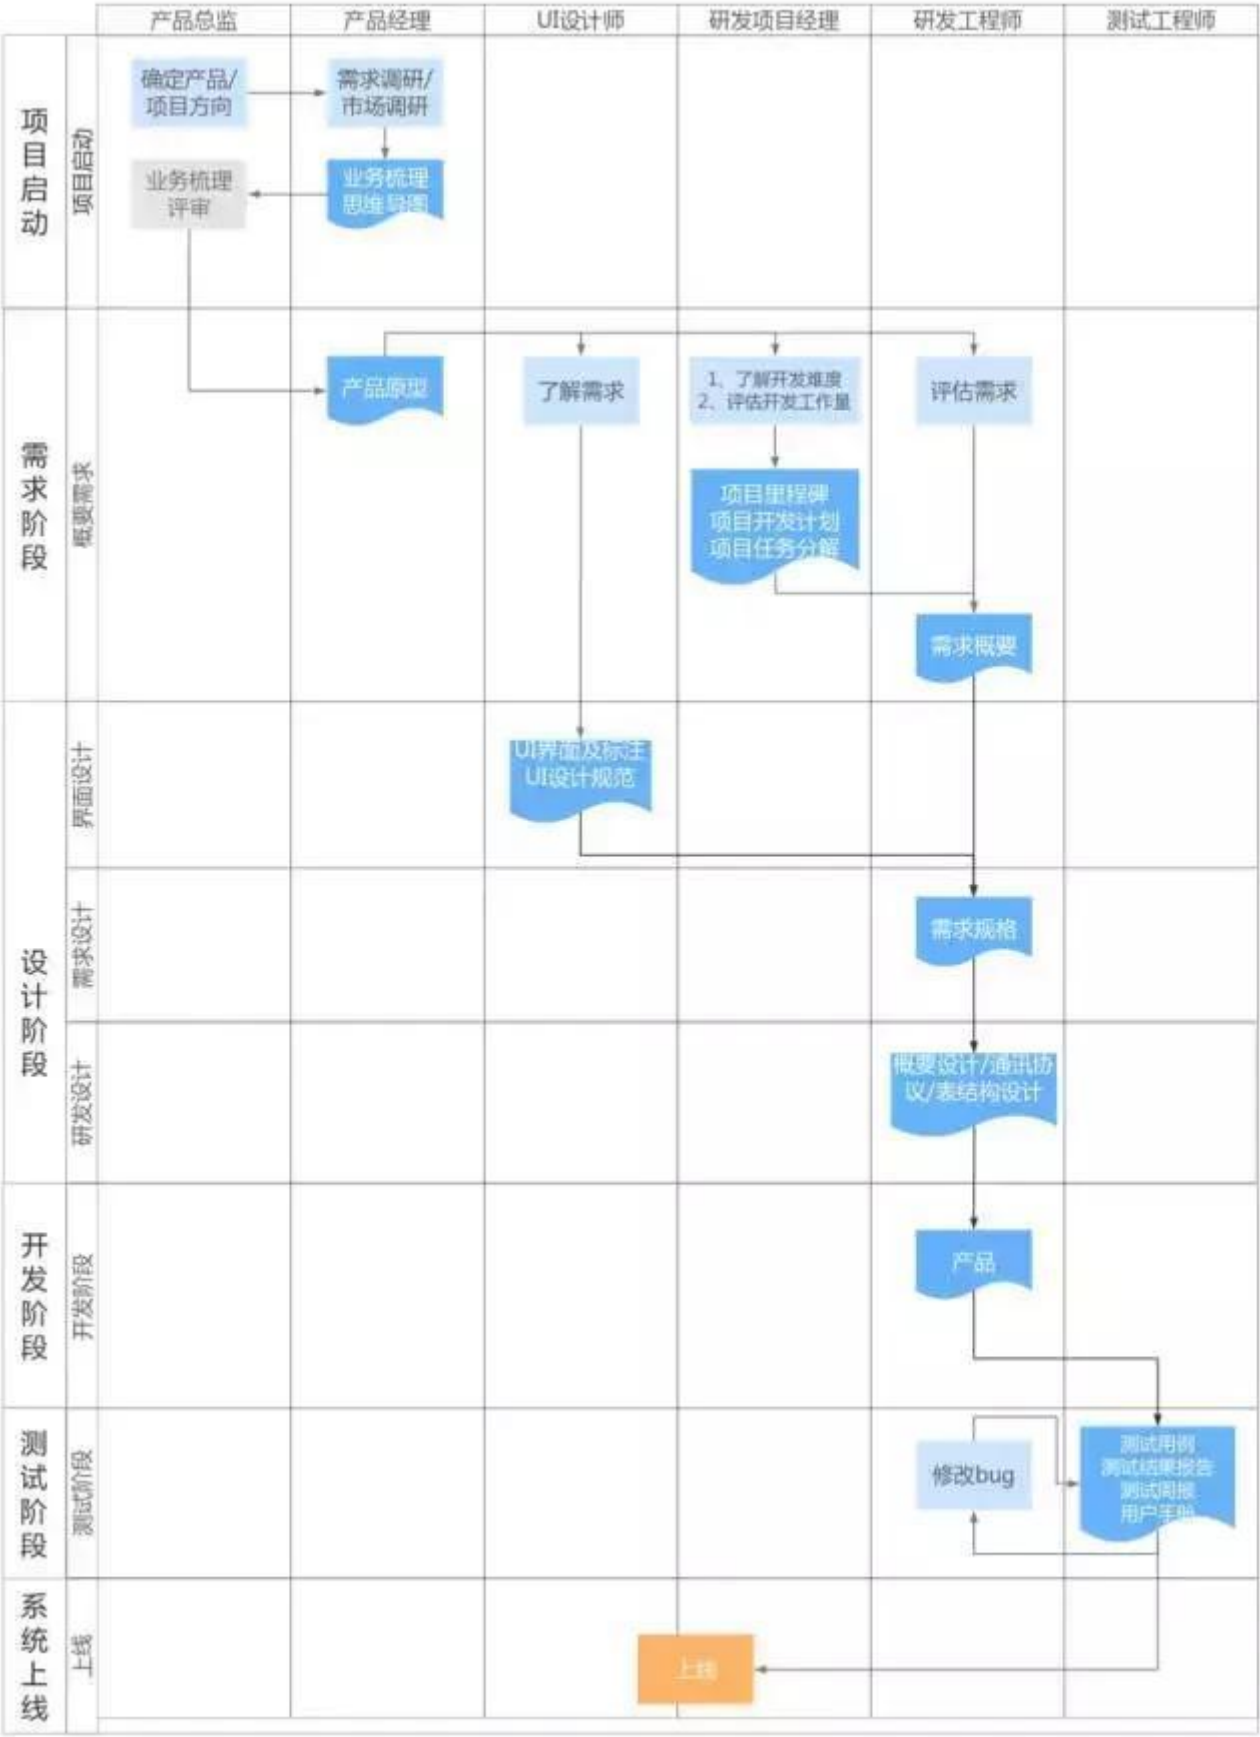 产品总监
产品经理
UI设计师
研发项目经理
研发工程师
测试工程师
项目启动
项目启动
确定产品/
项目方向
需求调研/
市场调研
业务梳理
评审
业务梳理
思维导图
需求阶段
概要需求
产品原型
了解需求
1、了解开发难度
2、评估开发工作量
评估需求
项目里程碑
项目开发计划
项目任务分解
需求概要
设计阶段
界面设计
UI界面及标注
UI设计规范
需求设计
需求规格
研发设计
概要设计/通讯协
议/表结构设计
开发阶段
开发阶段
产品
测试阶段
测试阶段
修改bug
测试用例
测试结果报告
测试周报
用户手册
系统上线
上线
上线